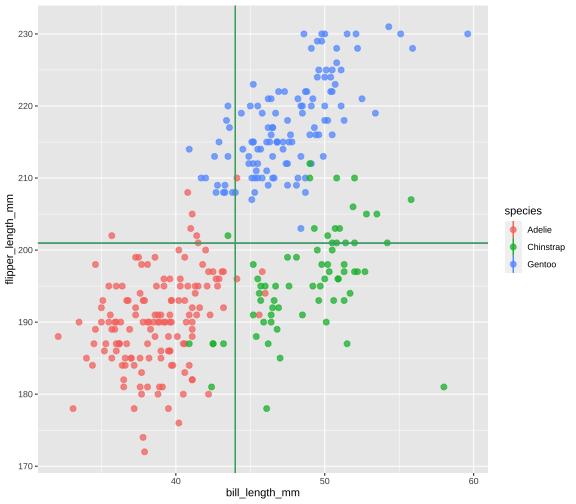 230
220
210
200
190
180
170
flipper_length_mm
40
50
60
bill_length_mm
species
Adelie
Chinstrap
Gentoo